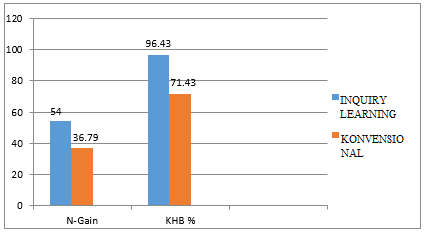 120
100
80
60
40
20
0
54
36.79
96.43
71.43
N-Gain
KHB %
INQUIRY
LEARNING
KONVENSIO
NAL